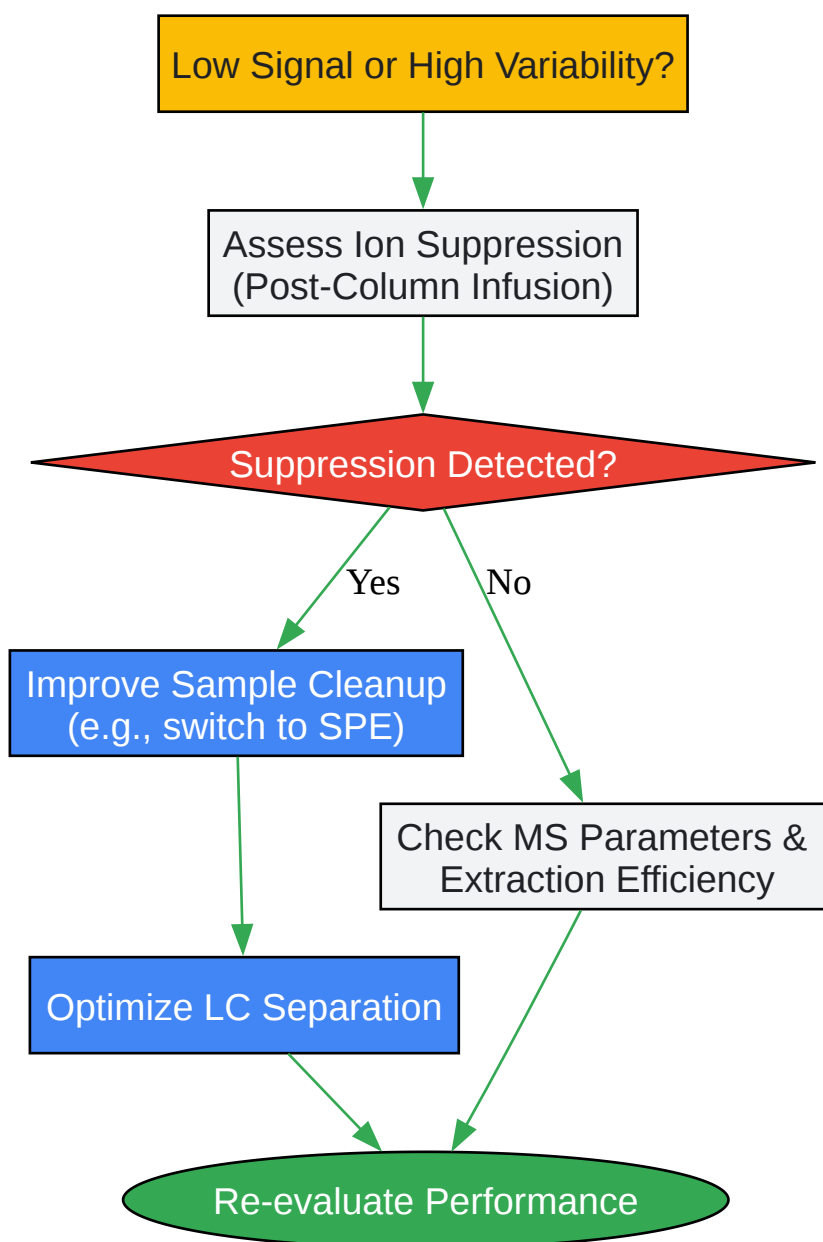 Low Signal or High Variability?
Assess Ion Suppression
(Post-Column Infusion)
Suppression Detected?
Yes
No
Improve Sample Cleanup
(e.g., switch to SPE)
Check MS Parameters &
Extraction Efficiency
Optimize LC Separation
Re-evaluate Performance